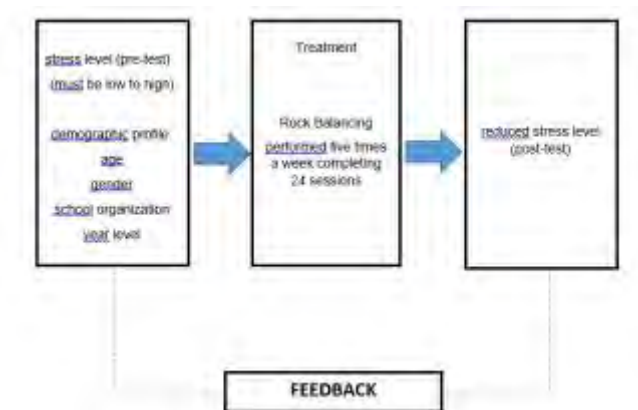 stress level (pre-test)
(must be low to high)
demographic profile
age
gender
school organization
year level
Treatment
Rock Balancing
performed five times
a week completing
24 sessions
reduced stress level
(post-test)
FEEDBACK